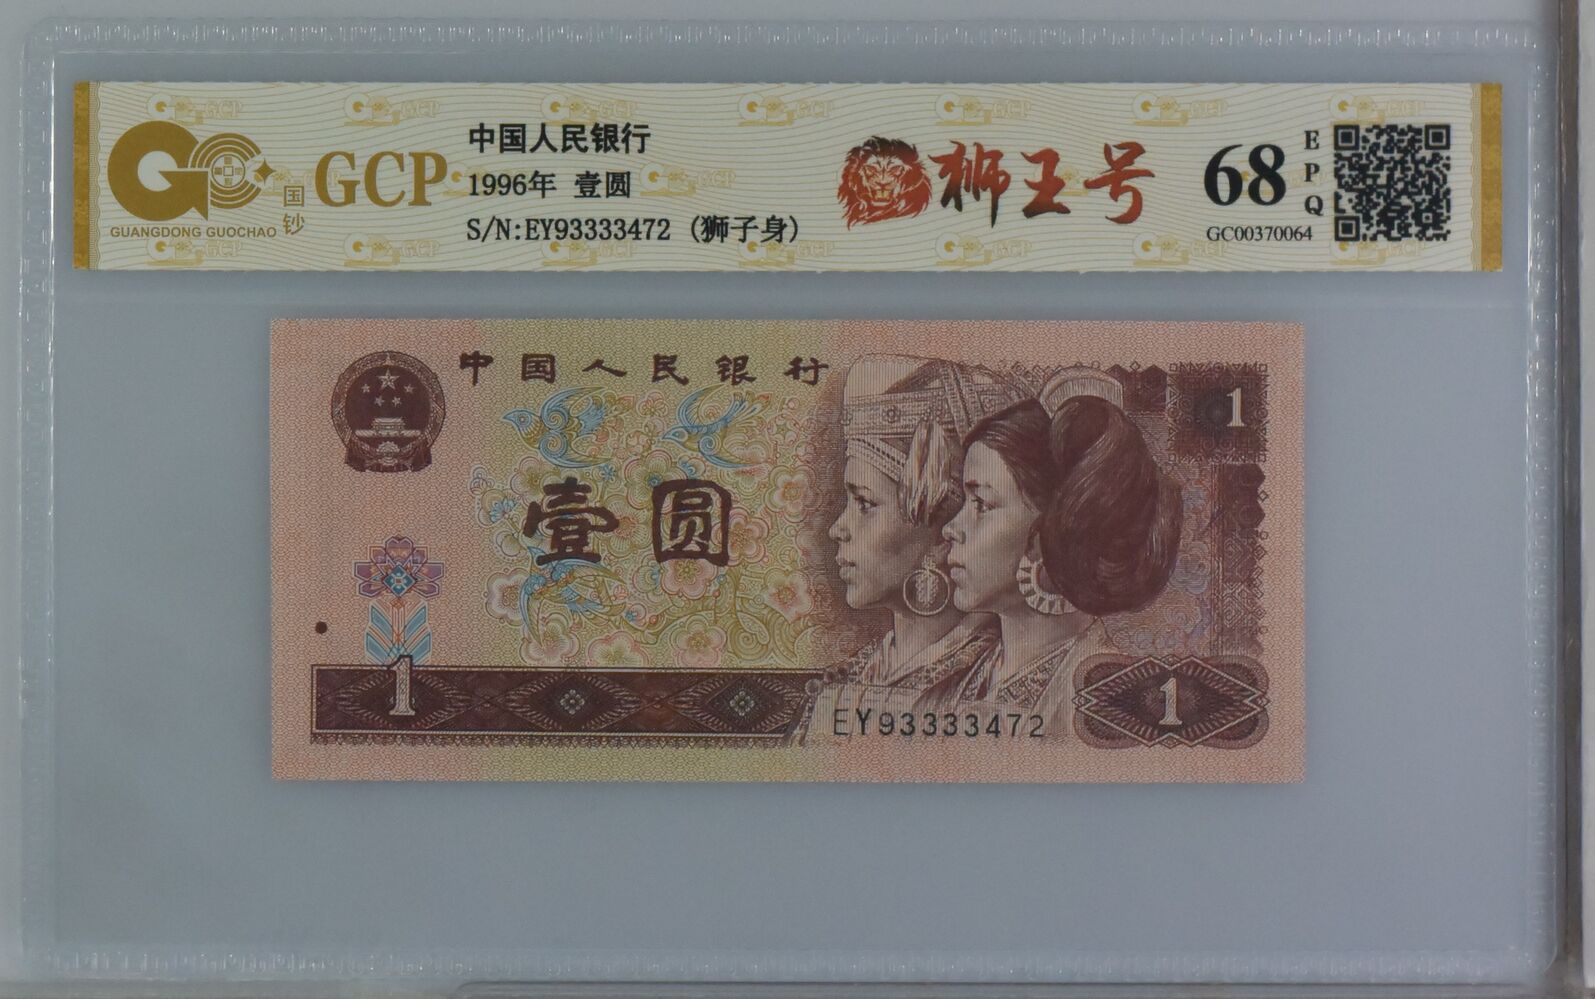 GCP
国钞
GUANGDONG GUOCHAO
中国人民银行
1996年 壹圆
S/N:EY93333472 (狮子身)
狮王号
68
EPQ
GC00370064
中国人民银行
1
壹圆
1
EY93333472
1